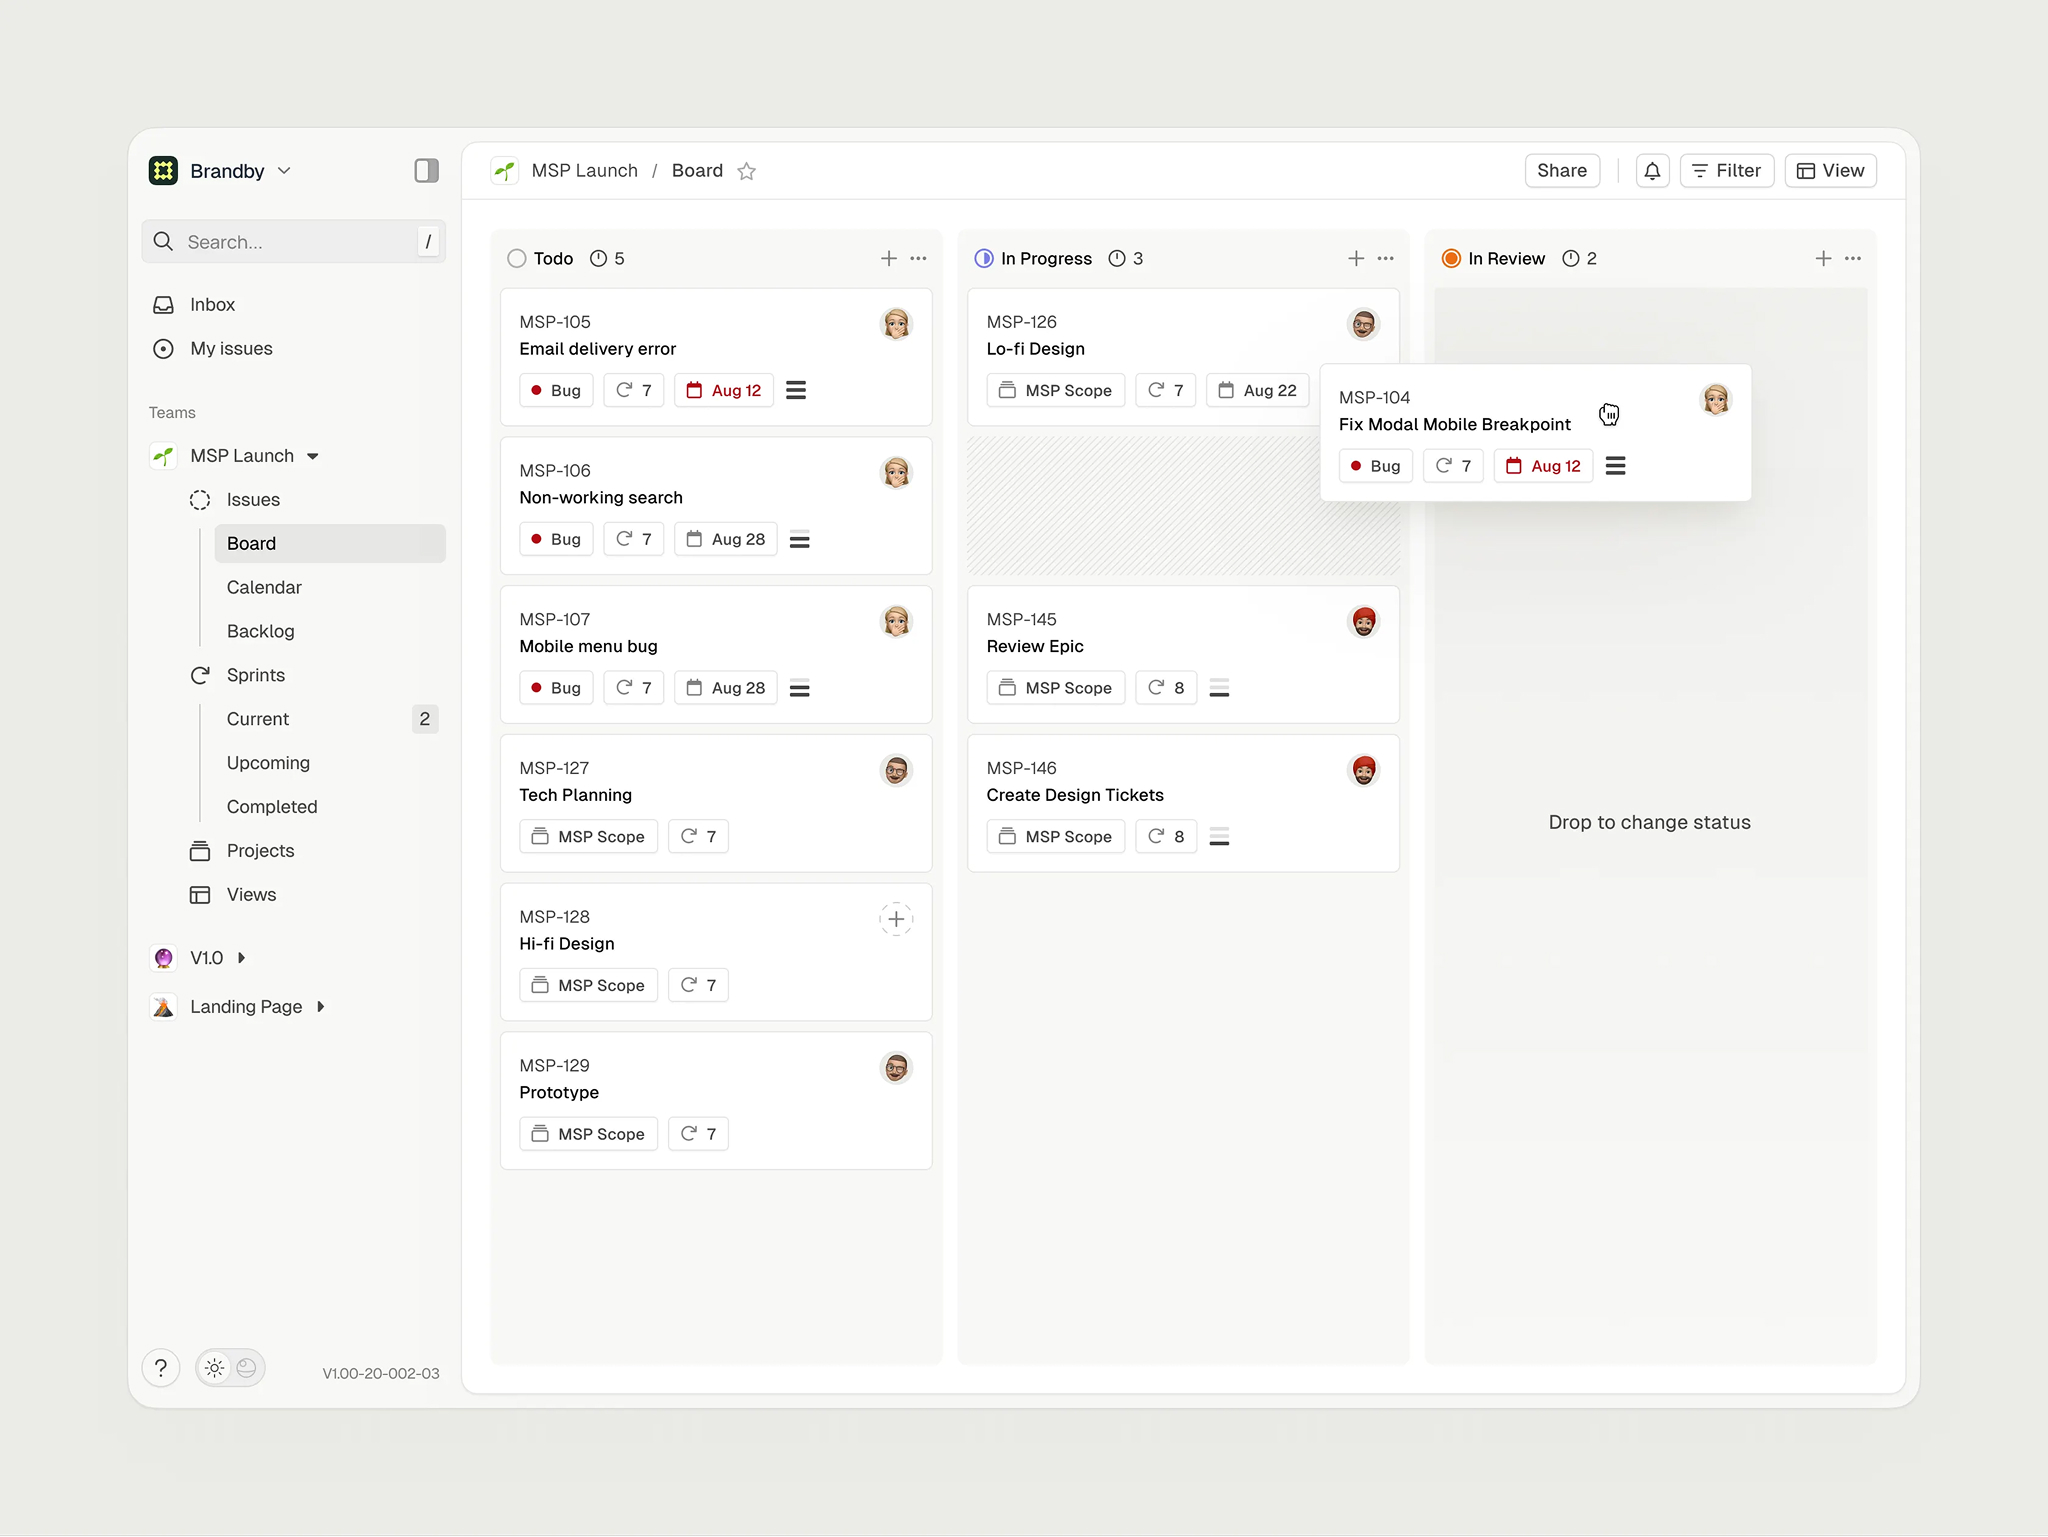 Brandby
Search...
/
Inbox
My issues
Teams
MSP Launch
Issues
Board
Calendar
Backlog
Sprints
Current
2
Upcoming
Completed
Projects
Views
V1.0
Landing Page
?
V1.00-20-002-03
MSP Launch / Board
Share
Filter
View
Todo 5
MSP-105
Email delivery error
Bug 7 Aug 12
MSP-106
Non-working search
Bug 7 Aug 28
MSP-107
Mobile menu bug
Bug 7 Aug 28
MSP-127
Tech Planning
MSP Scope 7
MSP-128
Hi-fi Design
MSP Scope 7
MSP-129
Prototype
MSP Scope 7
In Progress 3
MSP-126
Lo-fi Design
MSP Scope 7 Aug 22
MSP-145
Review Epic
MSP Scope 8
MSP-146
Create Design Tickets
MSP Scope 8
In Review 2
MSP-104
Fix Modal Mobile Breakpoint
Bug 7 Aug 12
Drop to change status